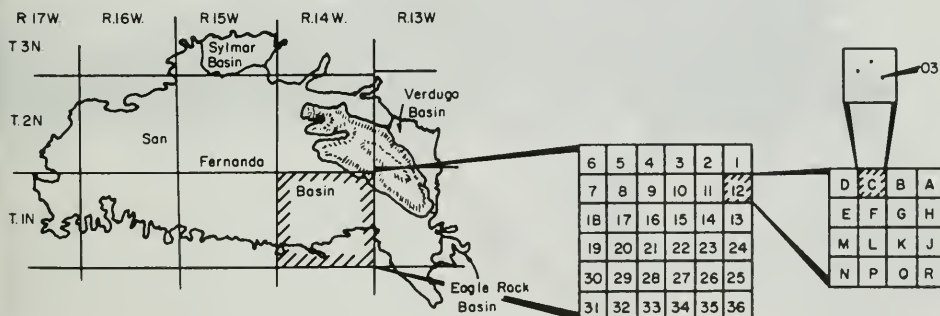 R 17W. R.16W. R.15W R.14W. R.13W
T. 3N
Sylmar
Basin
Verdugo
Basin
T. 2N
San
Fernando
Basin
T. 1N
Eagle Rock
Basin
6 5 4 3 2 1
7 8 9 10 11 12
18 17 16 15 14 13
19 20 21 22 23 24
30 29 28 27 26 25
31 32 33 34 35 36
03
D C B A
E F G H
M L K J
N P Q R